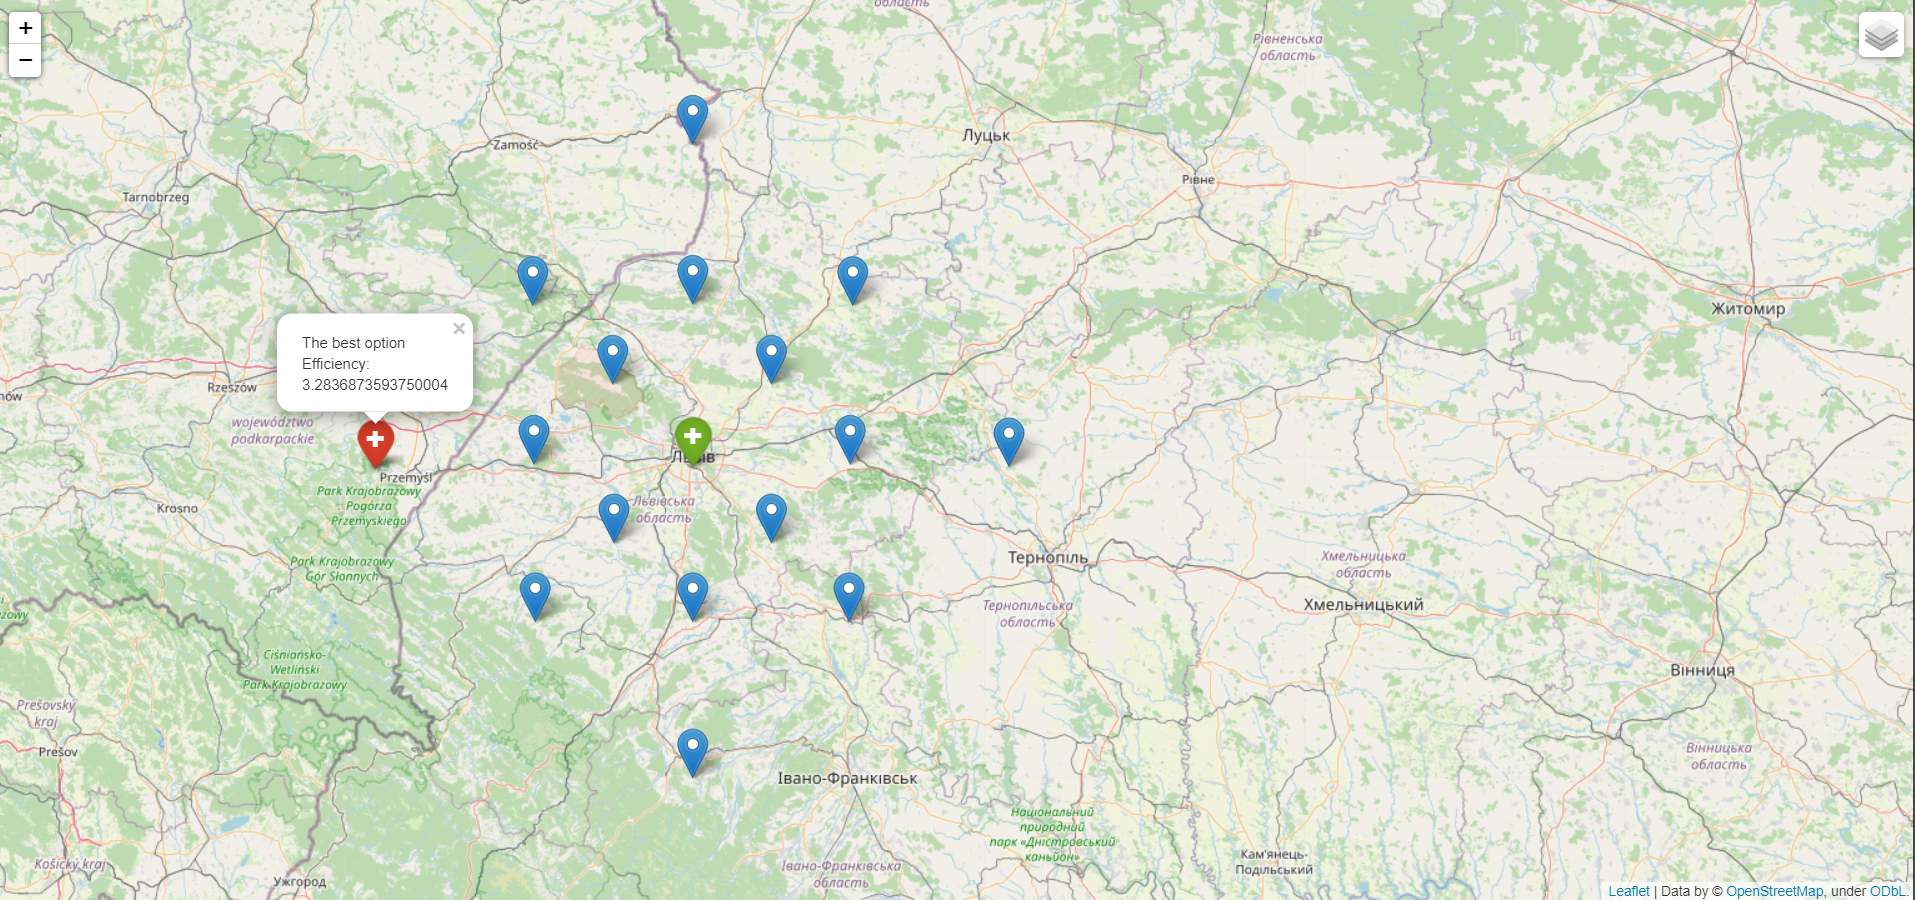 +
−
область
Рівненська
область
Луцьк
Zamość
Рівне
Tarnobrzeg
Житомир
×
The best option
Efficiency:
3.2836873593750004
Rzeszów
województwo
podkarpackie
Przemyśl
Park Krajobrazowy
Pogórza
Przemyskiego
Krosno
Львівська
область
Park Krajobrazowy
Gór Słonnych
Тернопіль
Хмельницька
область
Тернопільська
область
Хмельницький
Ciśniańsko-
Wetliński
Park Krajobrazowy
Вінниця
Prešovský
kraj
Prešov
Вінницька
область
Івано-Франківськ
Національний
природний
парк «Дністровський
каньйон»
Košický kraj
Ужгород
Івано-Франківська
область
Кам'янець-
Подільський
Leaflet | Data by © OpenStreetMap, under ODbL.